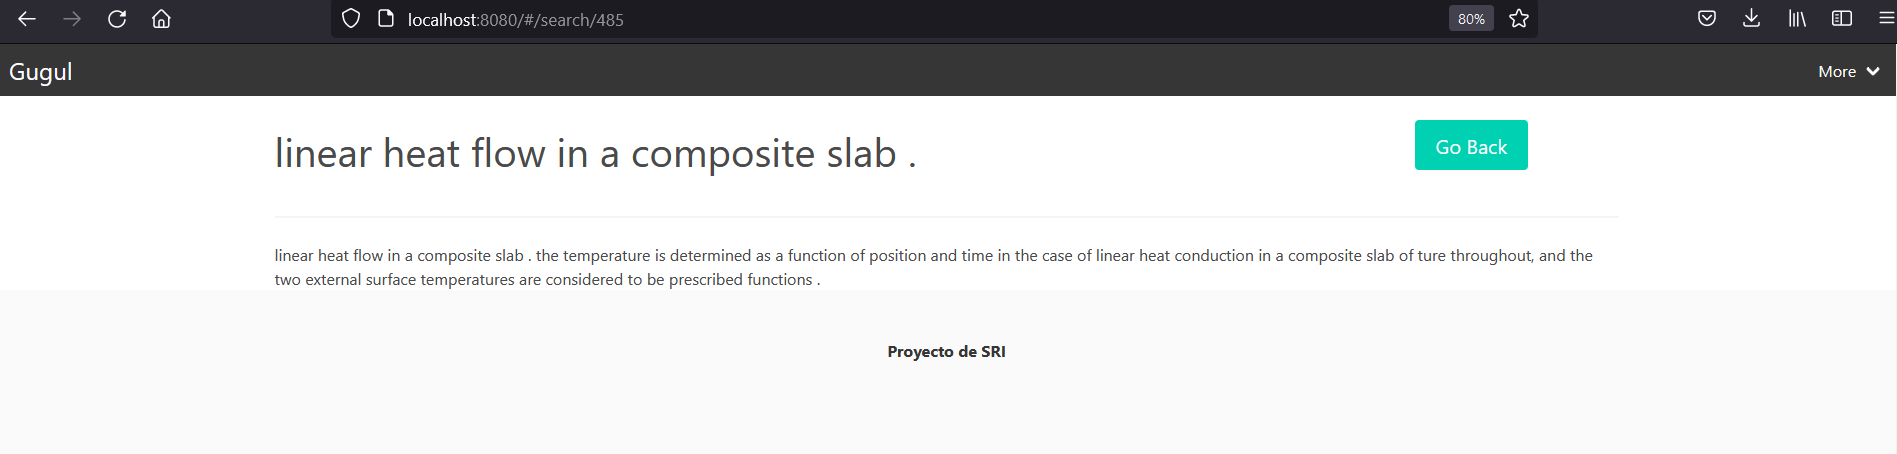 localhost:8080/#/search/485
80%
Gugul
More
linear heat flow in a composite slab .
Go Back
linear heat flow in a composite slab . the temperature is determined as a function of position and time in the case of linear heat conduction in a composite slab of ture throughout, and the
two external surface temperatures are considered to be prescribed functions .
Proyecto de SRI